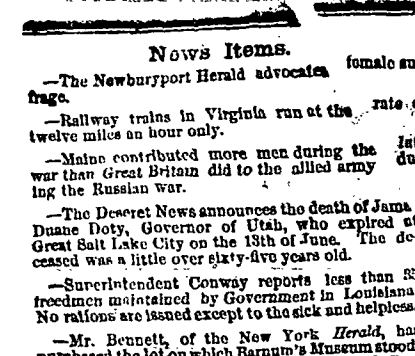 News Items.
—The Newburyport Herald advocates female suf
frage.
—Railway trains in Virginia run at the rate of
twelve miles an hour only.
—Maine contributed more men during the
war than Great Britain did to the allied army
ing the Russian war.
—The Deseret News announces the death of Jama
Duane Doty, Governor of Utah, who expired at
Great Salt Lake City on the 13th of June. The de-
ceased was a little over sixty-five years old.
—Superintendent Conway reports less than
freedmen maintained by Government in Louisiana
No rations are issued except to the sick and helpless
—Mr. Bennett, of the New York Herald, has
purchased the lot on which Barnum's Museum stood